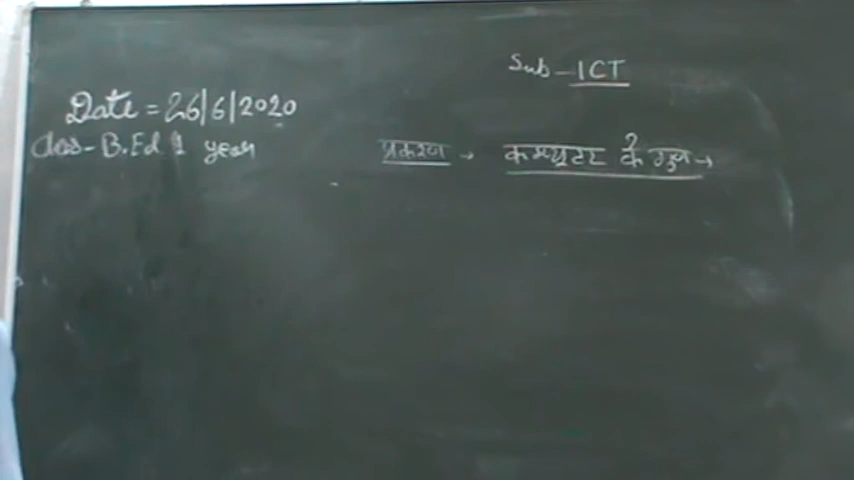 Sub - ICT
Date = 26/6/2020
clas - B.Ed 1 year
प्रकरण → कम्प्यूटर के गुण →